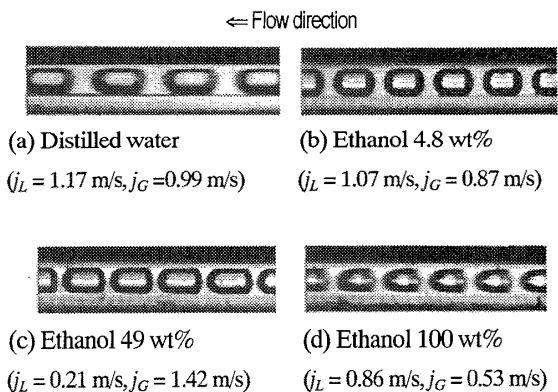 ⇐ Flow direction
(a) Distilled water
(j_L = 1.17 m/s, j_G =0.99 m/s)
(b) Ethanol 4.8 wt%
(j_L = 1.07 m/s, j_G = 0.87 m/s)
(c) Ethanol 49 wt%
(j_L = 0.21 m/s, j_G = 1.42 m/s)
(d) Ethanol 100 wt%
(j_L = 0.86 m/s, j_G = 0.53 m/s)